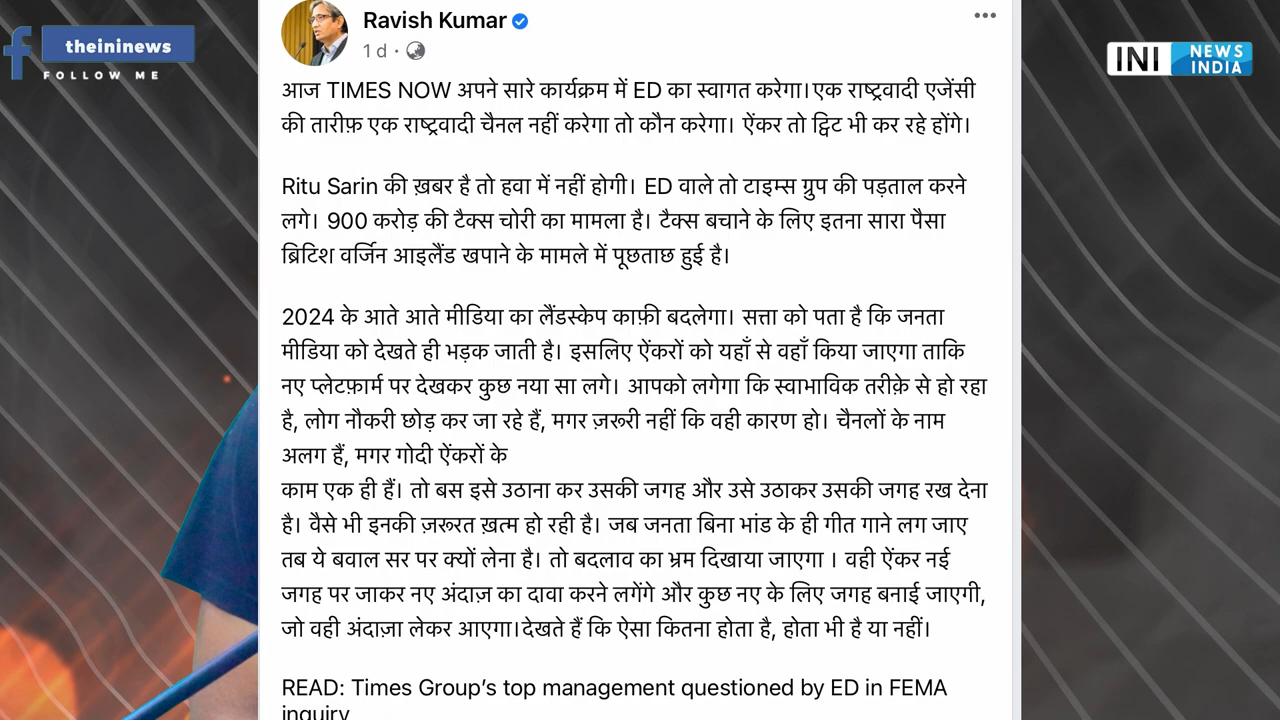 theininews
FOLLOW ME
INI NEWS INDIA
Ravish Kumar
1 d ·
आज TIMES NOW अपने सारे कार्यक्रम में ED का स्वागत करेगा।एक राष्ट्रवादी एजेंसी
की तारीफ़ एक राष्ट्रवादी चैनल नहीं करेगा तो कौन करेगा। ऐंकर तो ट्विट भी कर रहे होंगे।
Ritu Sarin की ख़बर है तो हवा में नहीं होगी। ED वाले तो टाइम्स ग्रुप की पड़ताल करने
लगे। 900 करोड़ की टैक्स चोरी का मामला है। टैक्स बचाने के लिए इतना सारा पैसा
ब्रिटिश वर्जिन आइलैंड खपाने के मामले में पूछताछ हुई है।
2024 के आते आते मीडिया का लैंडस्केप काफ़ी बदलेगा। सत्ता को पता है कि जनता
मीडिया को देखते ही भड़क जाती है। इसलिए ऐंकरों को यहाँ से वहाँ किया जाएगा ताकि
नए प्लेटफ़ार्म पर देखकर कुछ नया सा लगे। आपको लगेगा कि स्वाभाविक तरीक़े से हो रहा
है, लोग नौकरी छोड़ कर जा रहे हैं, मगर ज़रूरी नहीं कि वही कारण हो। चैनलों के नाम
अलग हैं, मगर गोदी ऐंकरों के
काम एक ही हैं। तो बस इसे उठाना कर उसकी जगह और उसे उठाकर उसकी जगह रख देना
है। वैसे भी इनकी ज़रूरत ख़त्म हो रही है। जब जनता बिना भांड के ही गीत गाने लग जाए
तब ये बवाल सर पर क्यों लेना है। तो बदलाव का भ्रम दिखाया जाएगा । वही ऐंकर नई
जगह पर जाकर नए अंदाज़ का दावा करने लगेंगे और कुछ नए के लिए जगह बनाई जाएगी,
जो वही अंदाज़ा लेकर आएगा।देखते हैं कि ऐसा कितना होता है, होता भी है या नहीं।
READ: Times Group's top management questioned by ED in FEMA
inquiry